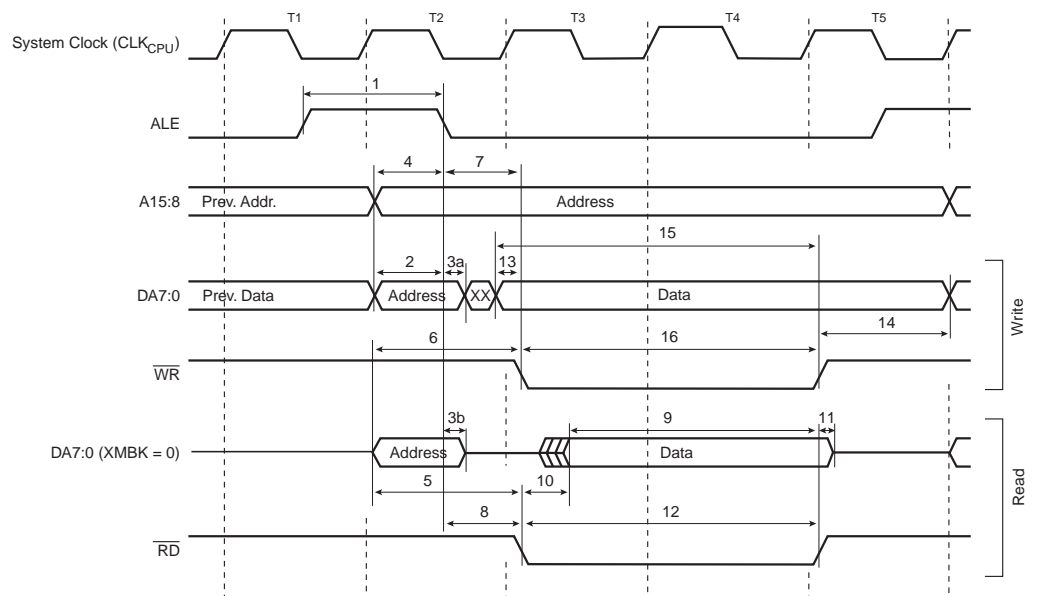 T1 T2 T3 T4 T5
System Clock (CLKCPU)
1
ALE
4 7
A15:8 Prev. Addr. Address
15
2 3a 13
DA7:0 Prev. Data Address XX Data
14
6 16
WR
Write
3b 9 11
DA7:0 (XMBK = 0) Address Data
5 10
8 12
RD
Read